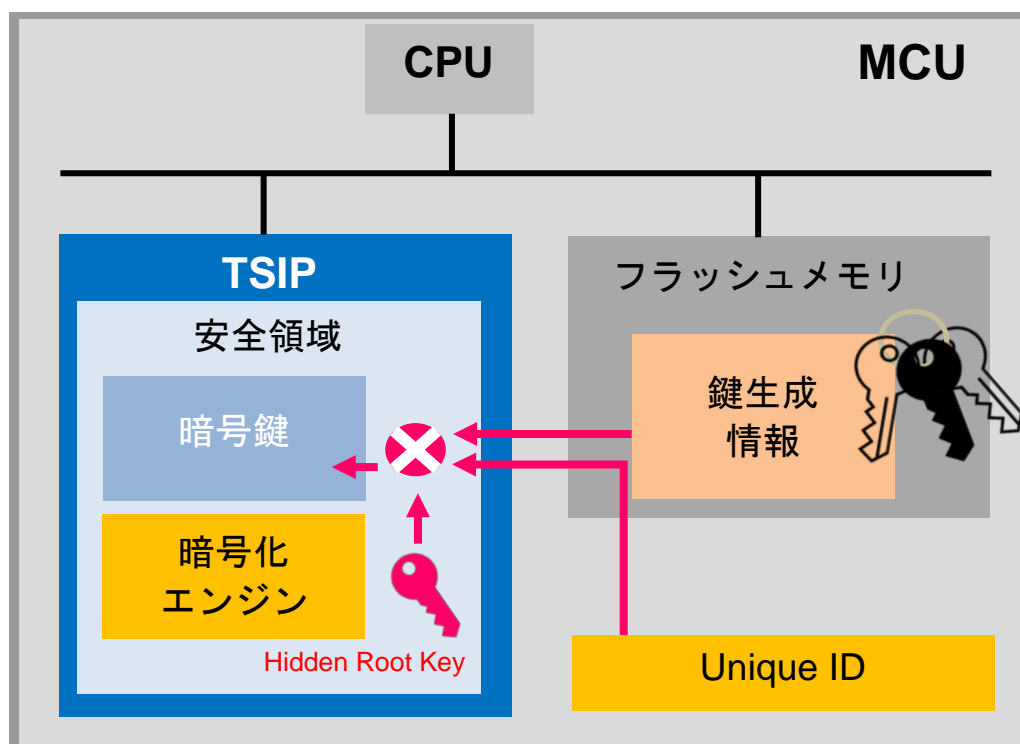 CPU
MCU
TSIP
安全領域
暗号鍵
暗号化
エンジン
Hidden Root Key
フラッシュメモリ
鍵生成
情報
Unique ID